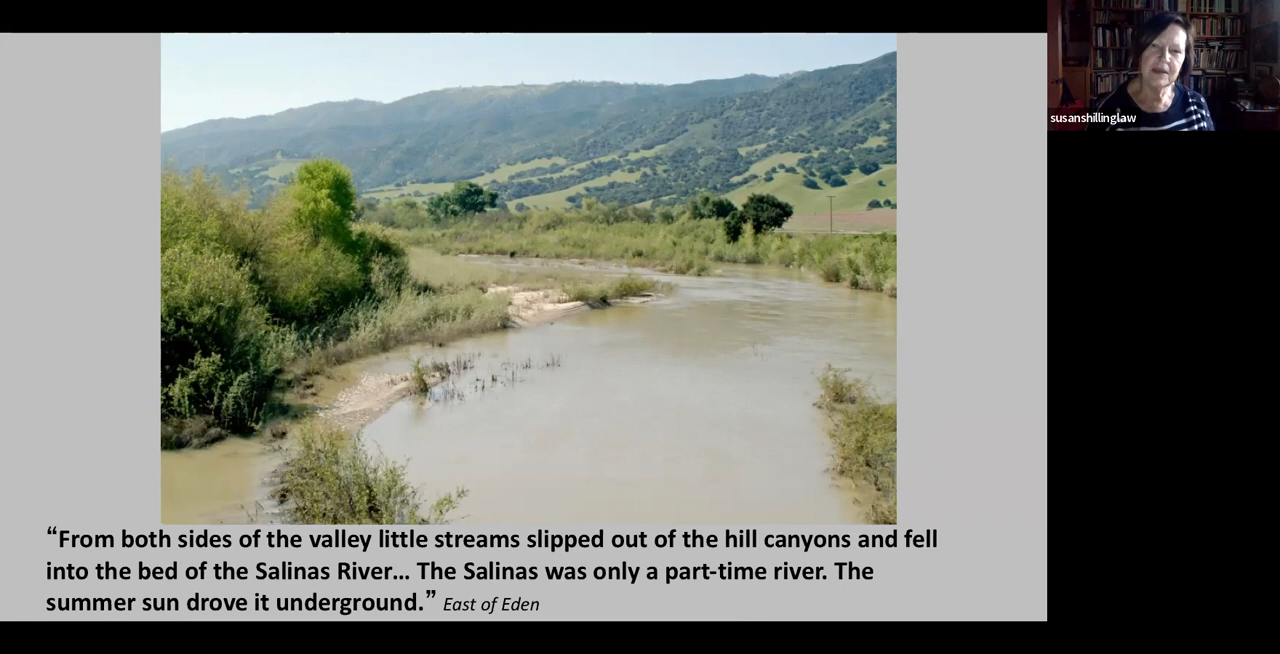 susanshillinglaw
“From both sides of the valley little streams slipped out of the hill canyons and fell
into the bed of the Salinas River... The Salinas was only a part-time river. The
summer sun drove it underground.” East of Eden